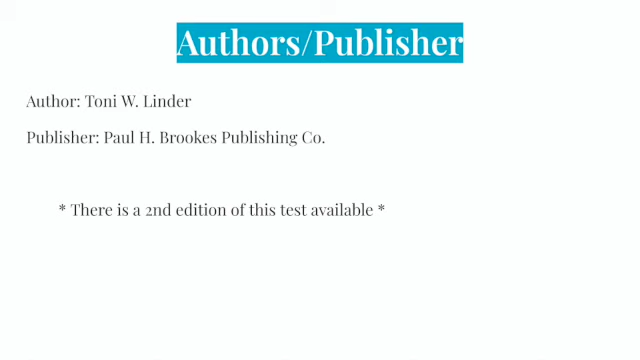 Authors/Publisher
Author: Toni W. Linder
Publisher: Paul H. Brookes Publishing Co.
* There is a 2nd edition of this test available *